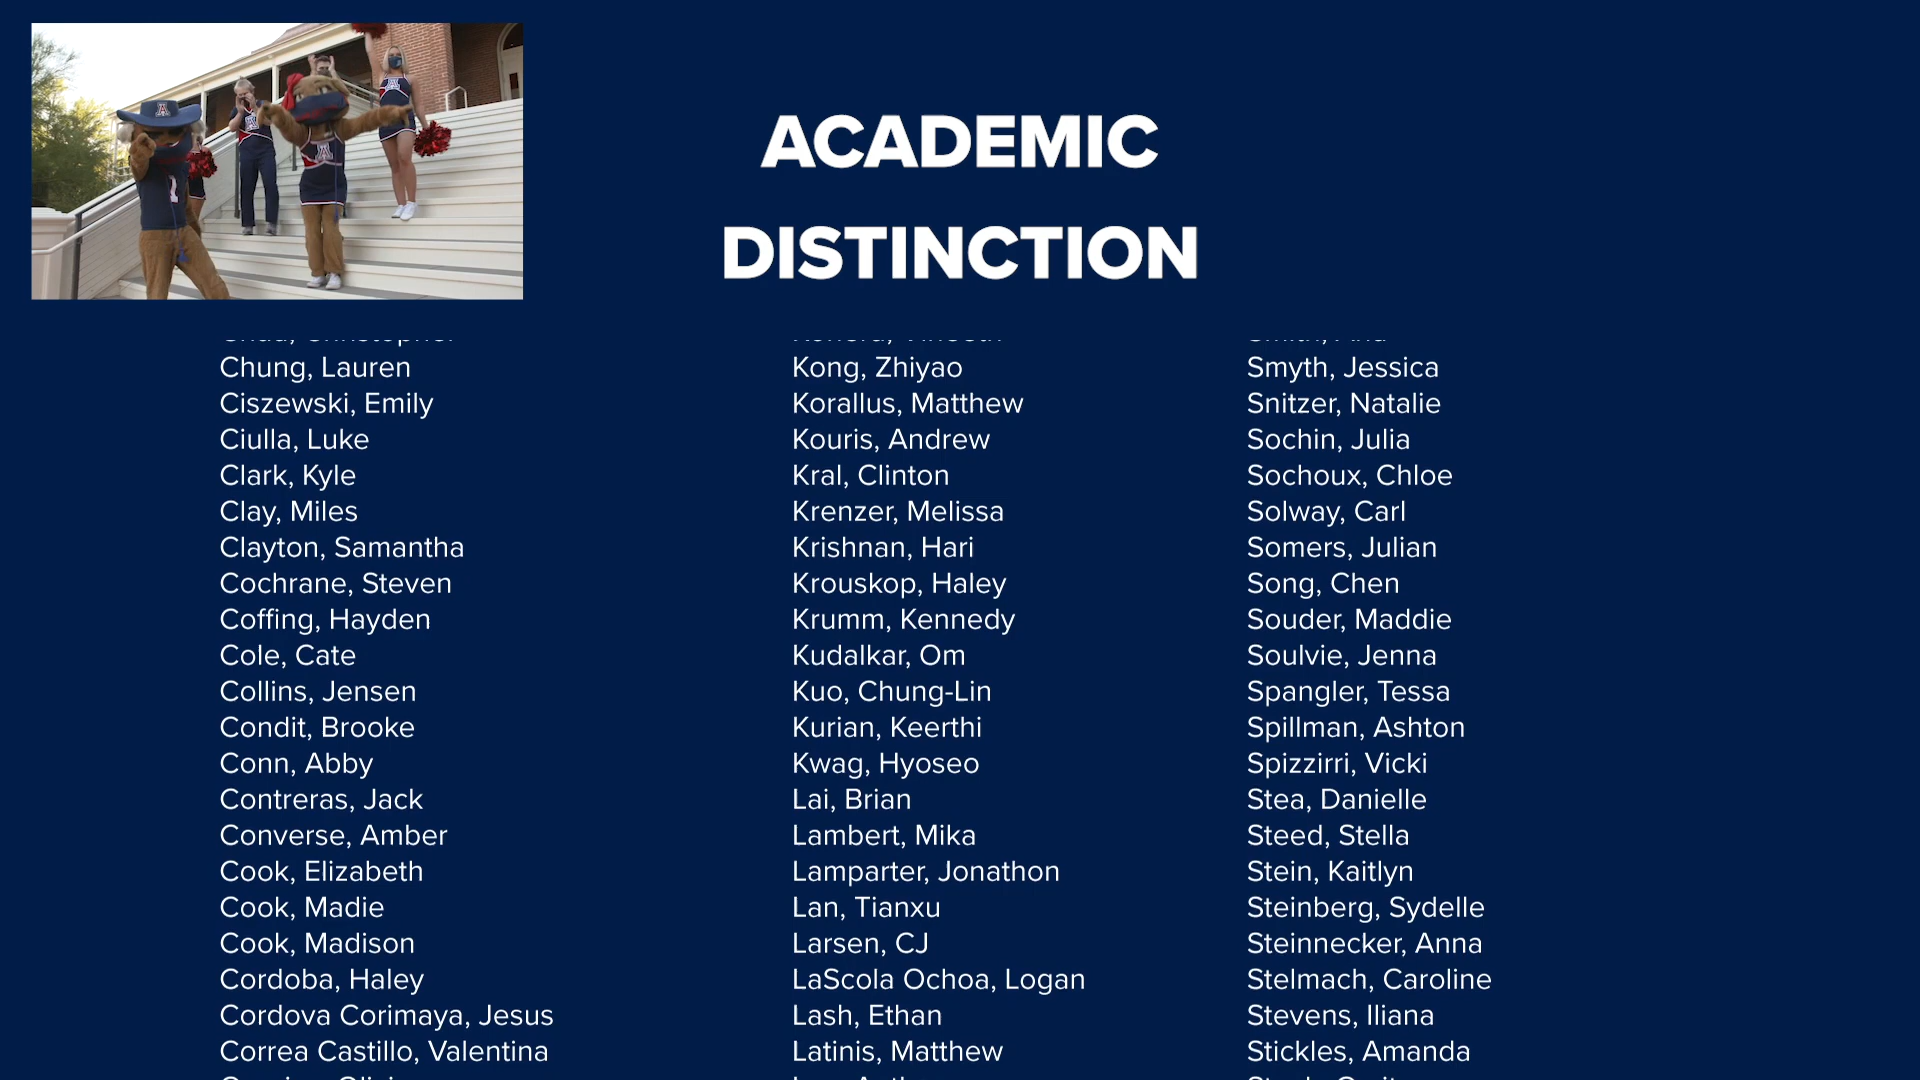 ACADEMIC
DISTINCTION
Chung, Lauren
Ciszewski, Emily
Ciulla, Luke
Clark, Kyle
Clay, Miles
Clayton, Samantha
Cochrane, Steven
Coffing, Hayden
Cole, Cate
Collins, Jensen
Condit, Brooke
Conn, Abby
Contreras, Jack
Converse, Amber
Cook, Elizabeth
Cook, Madie
Cook, Madison
Cordoba, Haley
Cordova Corimaya, Jesus
Correa Castillo, Valentina
Kong, Zhiyao
Korallus, Matthew
Kouris, Andrew
Kral, Clinton
Krenzer, Melissa
Krishnan, Hari
Krouskop, Haley
Krumm, Kennedy
Kudalkar, Om
Kuo, Chung-Lin
Kurian, Keerthi
Kwag, Hyoseo
Lai, Brian
Lambert, Mika
Lamparter, Jonathon
Lan, Tianxu
Larsen, CJ
LaScola Ochoa, Logan
Lash, Ethan
Latinis, Matthew
Smyth, Jessica
Snitzer, Natalie
Sochin, Julia
Sochoux, Chloe
Solway, Carl
Somers, Julian
Song, Chen
Souder, Maddie
Soulvie, Jenna
Spangler, Tessa
Spillman, Ashton
Spizzirri, Vicki
Stea, Danielle
Steed, Stella
Stein, Kaitlyn
Steinberg, Sydelle
Steinnecker, Anna
Stelmach, Caroline
Stevens, Iliana
Stickles, Amanda